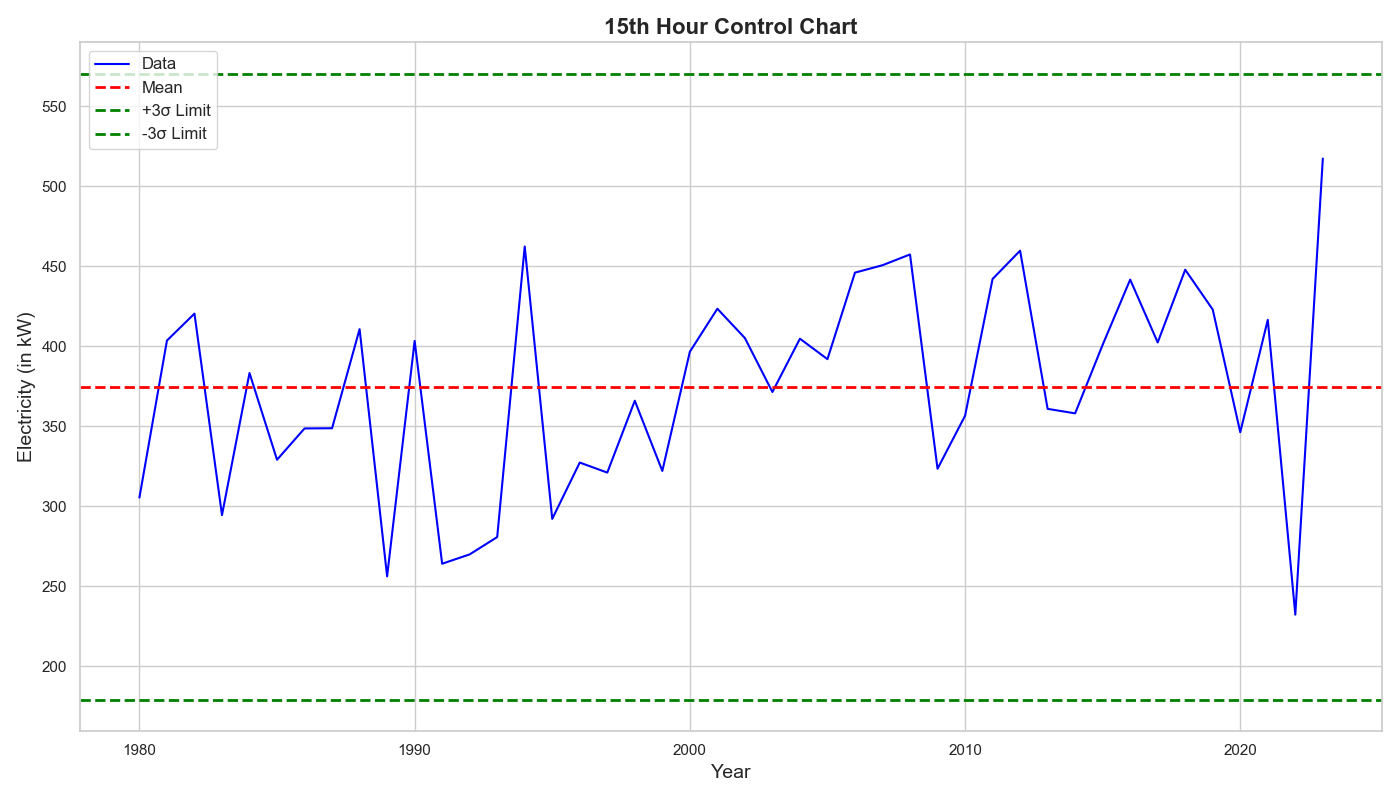 15th Hour Control Chart
Data
Mean
+3σ Limit
-3σ Limit
Electricity (in kW)
550
500
450
400
350
300
250
200
1980
1990
2000
2010
2020
Year